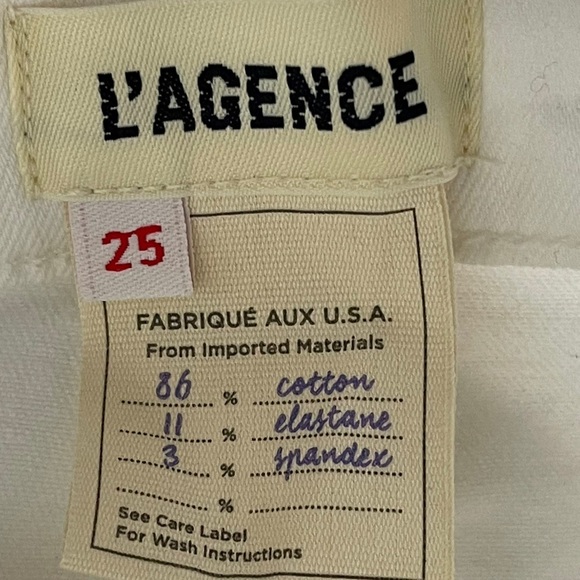 L'AGENCE
25
FABRIQUÉ AUX U.S.A.
From Imported Materials
86 % cotton
11 % elastane
3 % spandex
%
See Care Label
For Wash Instructions